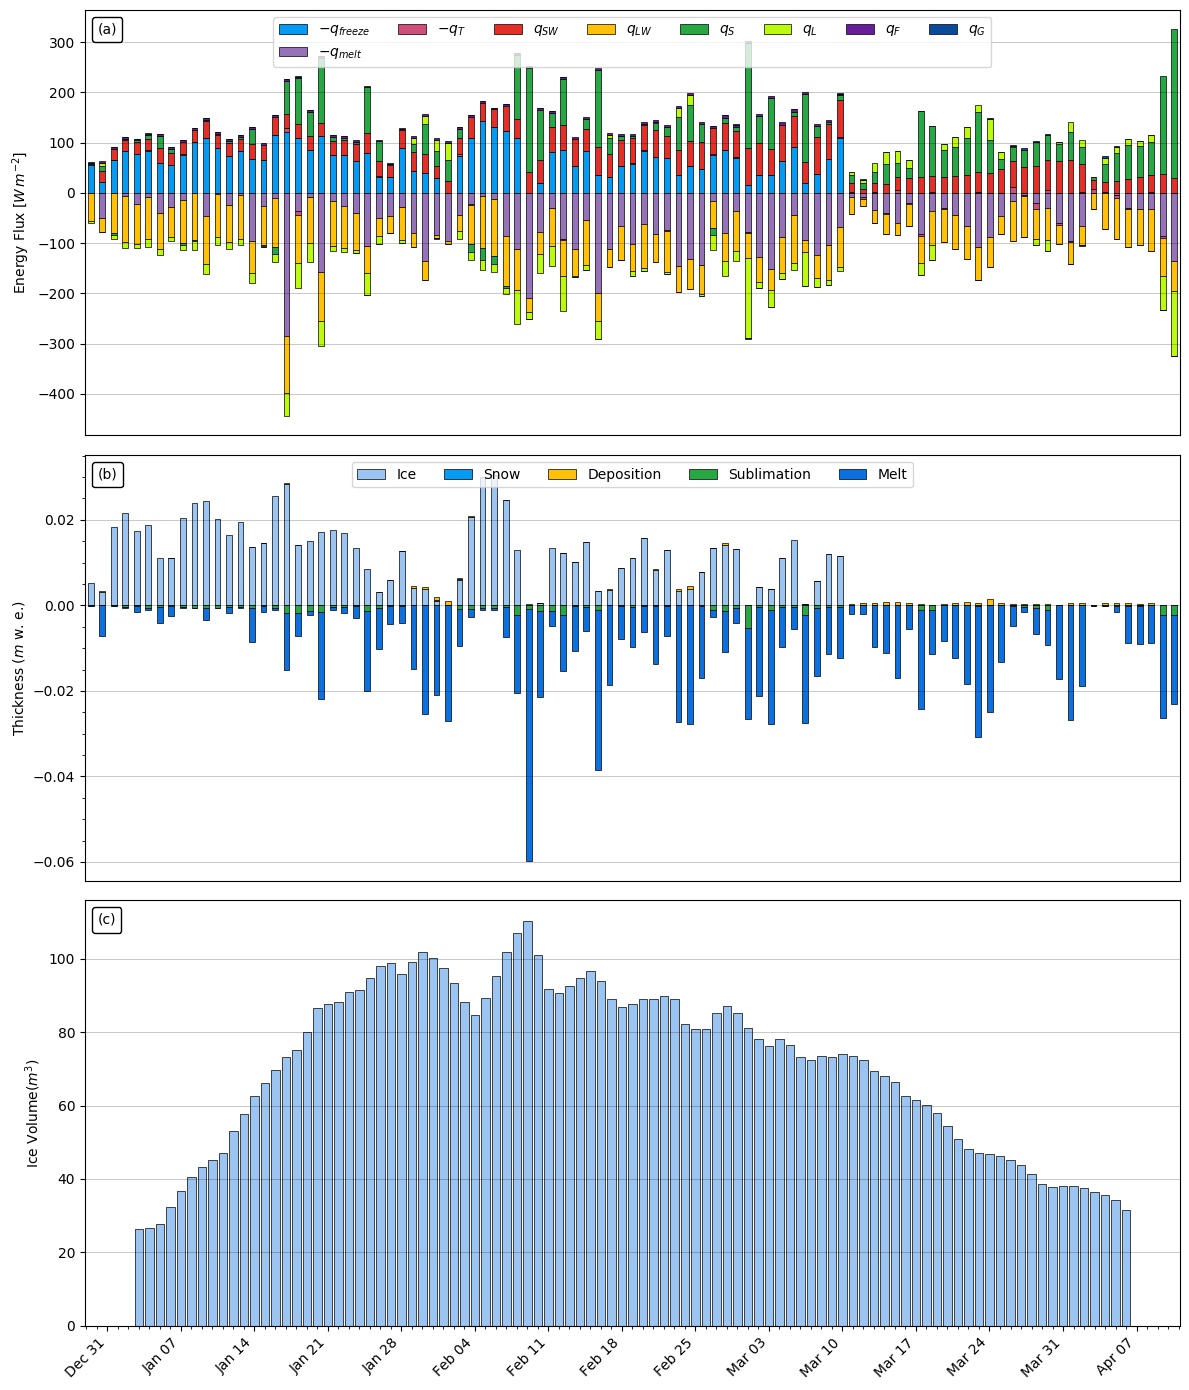 (a)
−q_freeze −q_T q_SW q_LW q_S q_L q_F q_G
−q_melt
300
200
100
0
−100
−200
−300
−400
Energy Flux [W m⁻²]
(b)
Ice Snow Deposition Sublimation Melt
0.02
0.00
−0.02
−0.04
−0.06
Thickness (m w. e.)
(c)
100
80
60
40
20
0
Ice Volume(m³)
Dec 31 Jan 07 Jan 14 Jan 21 Jan 28 Feb 04 Feb 11 Feb 18 Feb 25 Mar 03 Mar 10 Mar 17 Mar 24 Mar 31 Apr 07